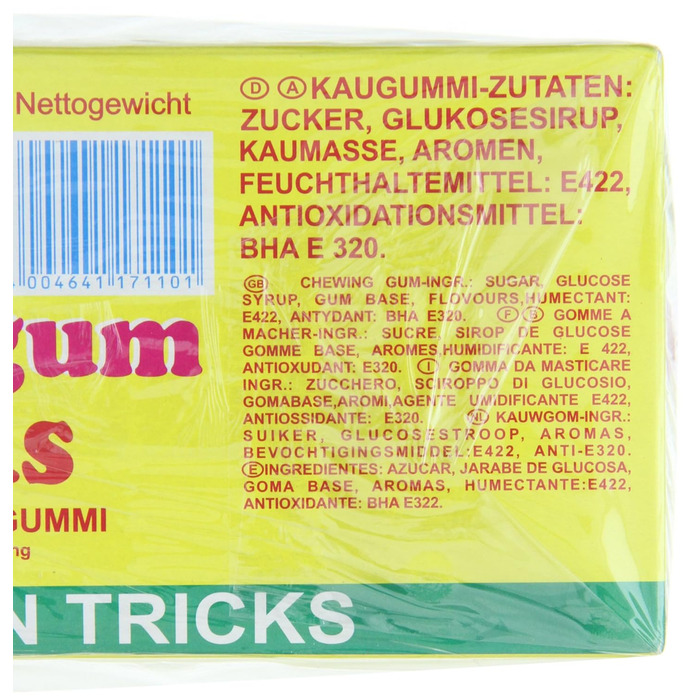 Nettogewicht
004641 171101
gum
GUMMI
N TRICKS
Ⓓ Ⓐ KAUGUMMI-ZUTATEN:
ZUCKER, GLUKOSESIRUP,
KAUMASSE, AROMEN,
FEUCHTHALTEMITTEL: E422,
ANTIOXIDATIONSMITTEL:
BHA E 320.
GB CHEWING GUM-INGR.: SUGAR, GLUCOSE
SYRUP, GUM BASE, FLOVOURS,HUMECTANT:
E422, ANTYDANT: BHA E320. Ⓕ Ⓑ GOMME A
MACHER-INGR.: SUCRE SIROP DE GLUCOSE
GOMME BASE, AROMES,HUMIDIFICANTE: E 422,
ANTIOXUDANT: E320. Ⓘ GOMMA DA MASTICARE
INGR.: ZUCCHERO, SCIROPPO DI GLUCOSIO,
GOMABASE,AROMI,AGENTE UMIDIFICANTE E422,
ANTIOSSIDANTE: E320. NL KAUWGOM-INGR.:
SUIKER, GLUCOSESTROOP, AROMAS,
BEVOCHTIGINGSMIDDEL:E422, ANTI-E320.
ⒺINGREDIENTES: AZÚCAR, JARABE DE GLUCOSA,
GOMA BASE, AROMAS, HUMECTANTE:E422,
ANTIOXIDANTE: BHA E322.